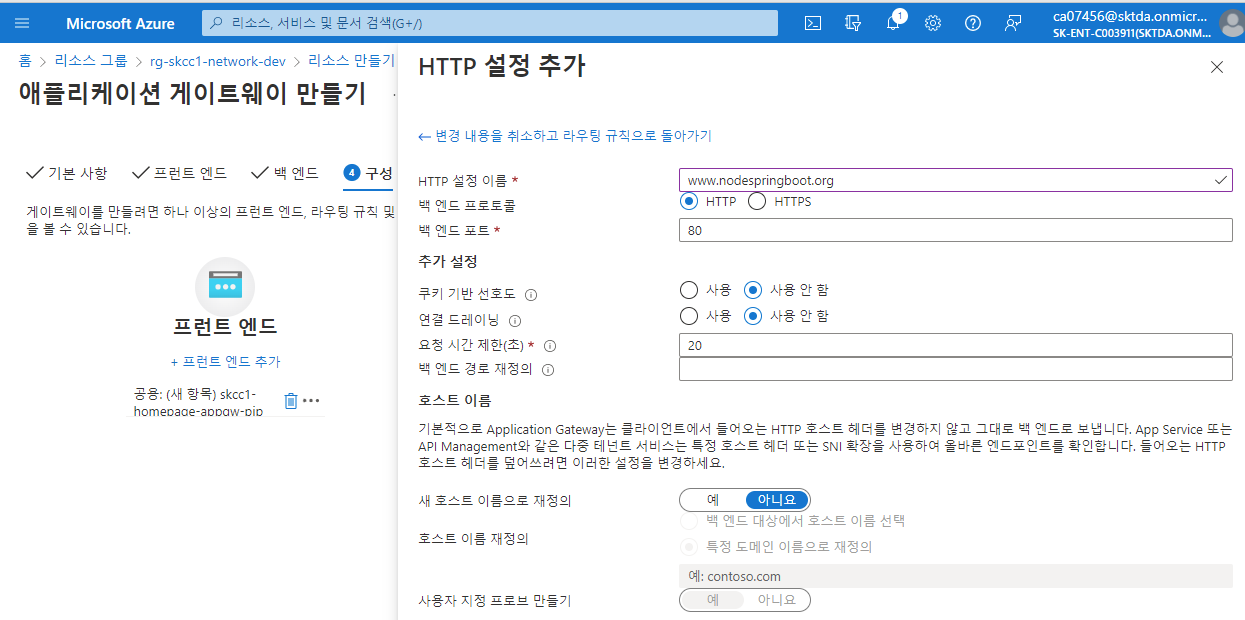 Microsoft Azure
리소스, 서비스 및 문서 검색(G+/)
1
ca07456@sktda.onmicr...
SK-ENT-C003911(SKTDA.ONM...
홈 > 리소스 그룹 > rg-skcc1-network-dev > 리소스 만들기
애플리케이션 게이트웨이 만들기
기본 사항
프런트 엔드
백 엔드
4 구성
게이트웨이를 만들려면 하나 이상의 프런트 엔드, 라우팅 규칙 및
을 볼 수 있습니다.
프런트 엔드
+ 프런트 엔드 추가
공용: (새 항목) skcc1-
homepage-appgw-pip
HTTP 설정 추가
← 변경 내용을 취소하고 라우팅 규칙으로 돌아가기
HTTP 설정 이름 *
www.nodespringboot.org
백 엔드 프로토콜
HTTP
HTTPS
백 엔드 포트 *
80
추가 설정
쿠키 기반 선호도
사용
사용 안 함
연결 드레이닝
사용
사용 안 함
요청 시간 제한(초) *
20
백 엔드 경로 재정의
호스트 이름
기본적으로 Application Gateway는 클라이언트에서 들어오는 HTTP 호스트 헤더를 변경하지 않고 그대로 백 엔드로 보냅니다. App Service 또는
API Management와 같은 다중 테넌트 서비스는 특정 호스트 헤더 또는 SNI 확장을 사용하여 올바른 엔드포인트를 확인합니다. 들어오는 HTTP
호스트 헤더를 덮어쓰려면 이러한 설정을 변경하세요.
새 호스트 이름으로 재정의
예
아니요
백 엔드 대상에서 호스트 이름 선택
호스트 이름 재정의
특정 도메인 이름으로 재정의
예: contoso.com
사용자 지정 프로브 만들기
예
아니요